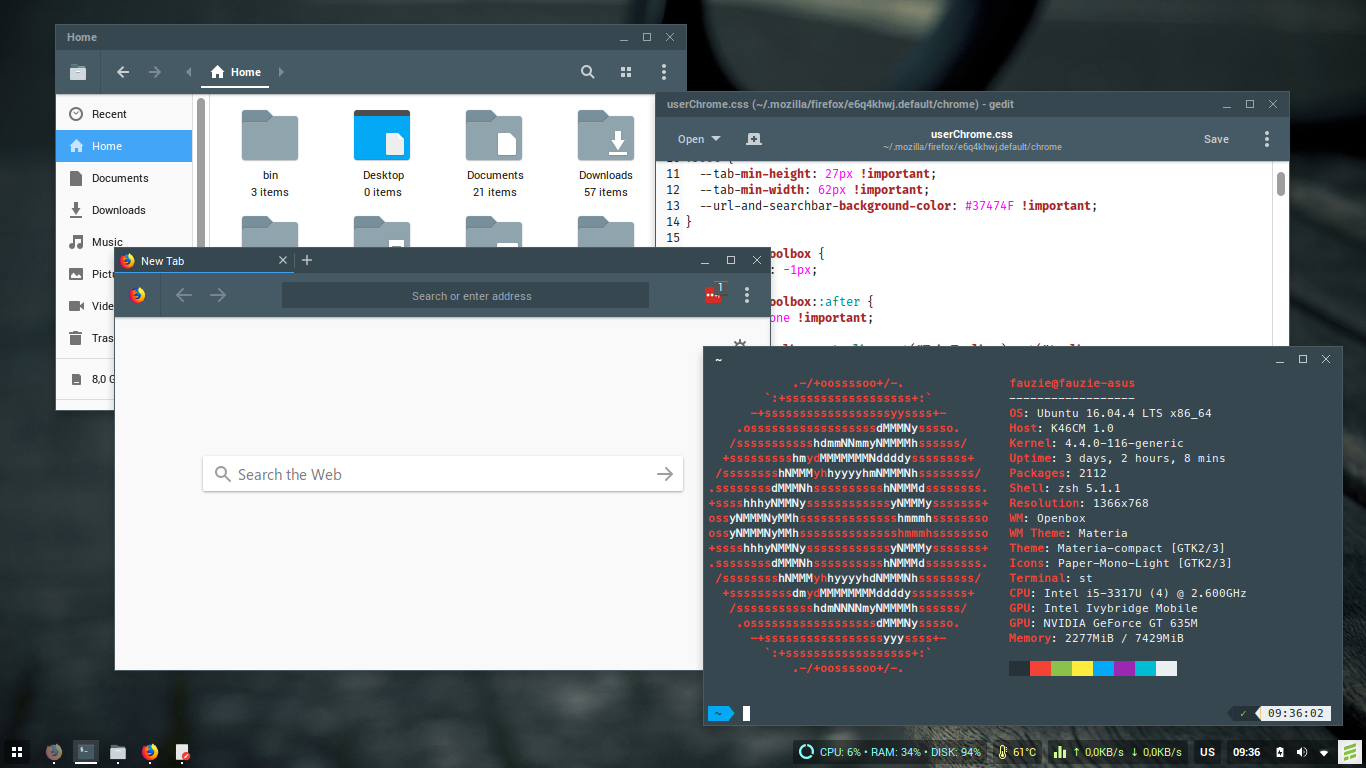 Home
Home
Recent
Home
Documents
Downloads
Music
8,0 G
bin
3 items
Desktop
0 items
Documents
21 items
Downloads
57 items
userChrome.css (~/.mozilla/firefox/e6q4khwj.default/chrome) - gedit
Open
userChrome.css
~/.mozilla/firefox/e6q4khwj.default/chrome
Save
11 --tab-min-height: 27px !important;
12 --tab-min-width: 62px !important;
13 --url-and-searchbar-background-color: #37474F !important;
14 }
15
oolbox {
: -1px;
oolbox::after {
one !important;
New Tab
Search or enter address
1
Search the Web
~
.-/+oossssoo+/-.
`:+ssssssssssssssssss+:`
-+ssssssssssssssssssyyssss+-
.ossssssssssssssssssdMMMNysssso.
/ssssssssssshdmmNNmmyNMMMMhssssss/
+ssssssssshmydMMMMMMMNddddyssssssss+
/sssssssshNMMMyhhyyyyhmNMMMNhssssssss/
.ssssssssdMMMNhsssssssssshNMMMdssssssss.
+sssshhhyNMMNyssssssssssssyNMMMysssssss+
ossyNMMMNyMMhsssssssssssssshmmmhssssssso
ossyNMMMNyMMhsssssssssssssshmmmhssssssso
+sssshhhyNMMNyssssssssssssyNMMMysssssss+
.ssssssssdMMMNhsssssssssshNMMMdssssssss.
/sssssssshNMMMyhhyyyyhdNMMMNhssssssss/
+sssssssssdmydMMMMMMMMddddyssssssss+
/ssssssssssshdmNNNNmyNMMMMhssssss/
.ossssssssssssssssssdMMMNysssso.
-+sssssssssssssssssyyyssss+-
`:+ssssssssssssssssss+:`
.-/+oossssoo+/-.
fauzie@fauzie-asus
------------------
OS: Ubuntu 16.04.4 LTS x86_64
Host: K46CM 1.0
Kernel: 4.4.0-116-generic
Uptime: 3 days, 2 hours, 8 mins
Packages: 2112
Shell: zsh 5.1.1
Resolution: 1366x768
WM: Openbox
WM Theme: Materia
Theme: Materia-compact [GTK2/3]
Icons: Paper-Mono-Light [GTK2/3]
Terminal: st
CPU: Intel i5-3317U (4) @ 2.600GHz
GPU: Intel Ivybridge Mobile
GPU: NVIDIA GeForce GT 635M
Memory: 2277MiB / 7429MiB
~
✓ 09:36:02
CPU: 6% • RAM: 34% • DISK: 94%
61°C
↑ 0,0KB/s ↓ 0,0KB/s
US
09:36